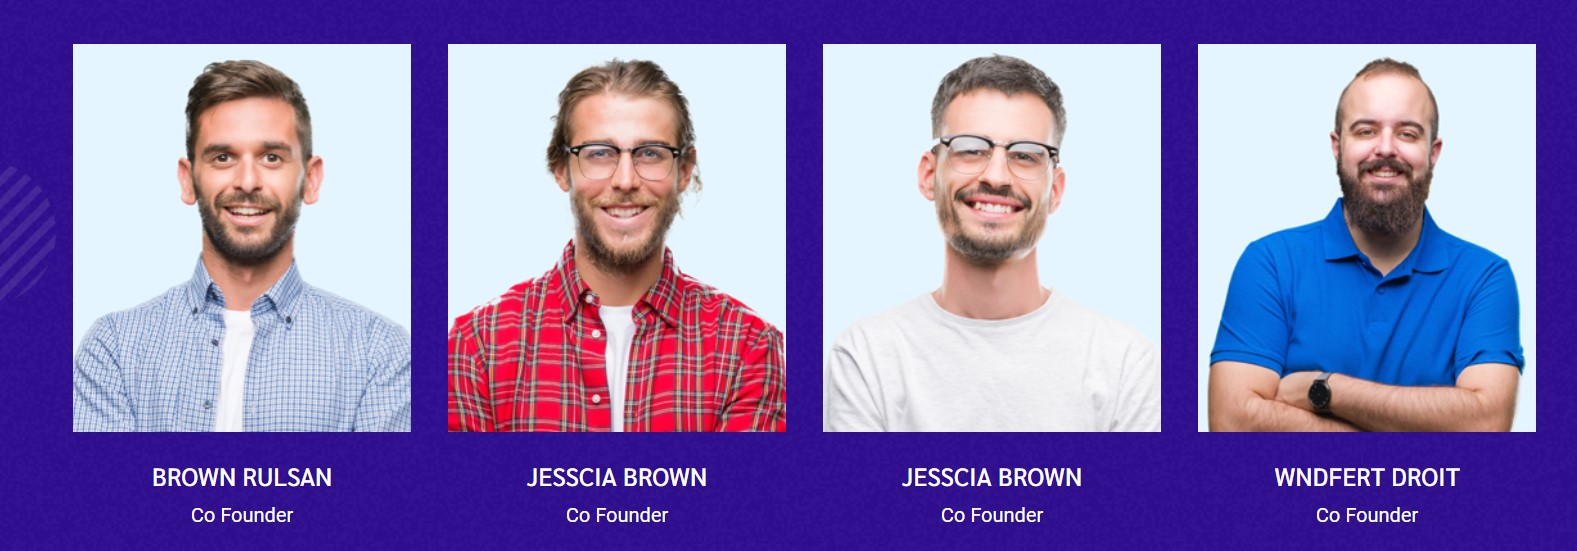 BROWN RULSAN
Co Founder
JESSCIA BROWN
Co Founder
JESSCIA BROWN
Co Founder
WNDFERT DROIT
Co Founder